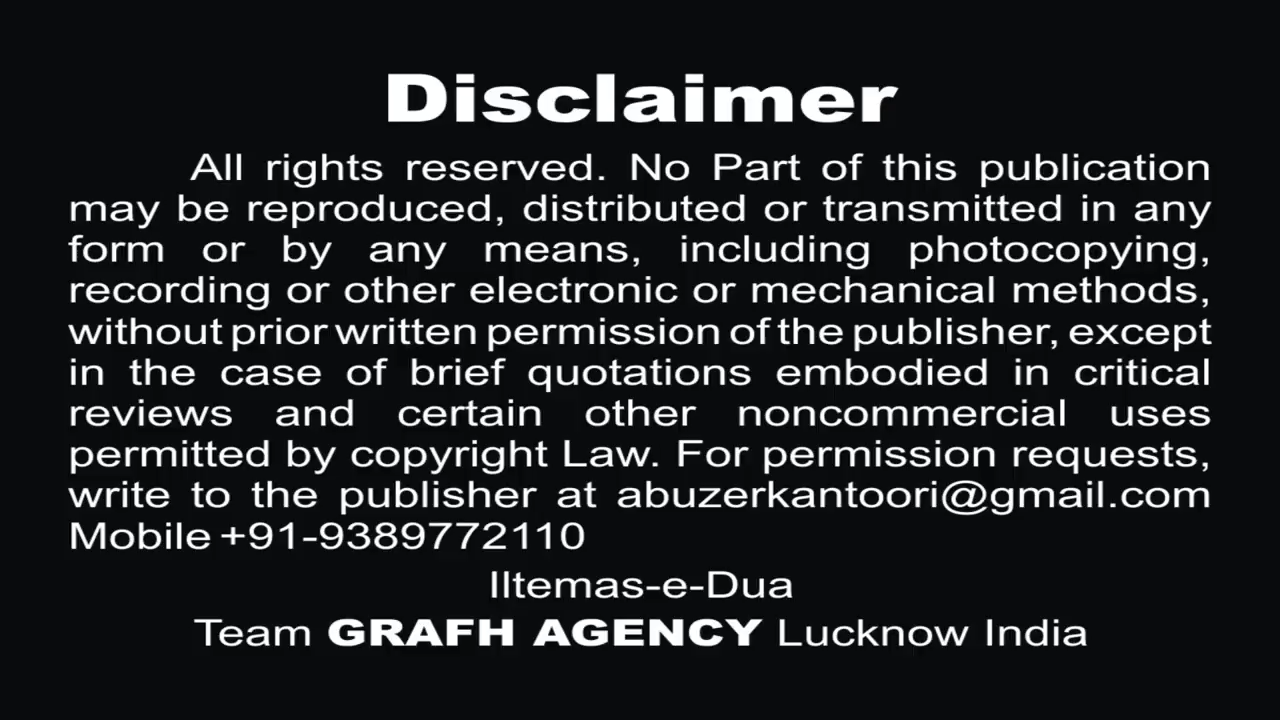 Disclaimer
All rights reserved. No Part of this publication
may be reproduced, distributed or transmitted in any
form or by any means, including photocopying,
recording or other electronic or mechanical methods,
without prior written permission of the publisher, except
in the case of brief quotations embodied in critical
reviews and certain other noncommercial uses
permitted by copyright Law. For permission requests,
write to the publisher at abuzerkantoori@gmail.com
Mobile +91-9389772110
Iltemas-e-Dua
Team GRAFH AGENCY Lucknow India